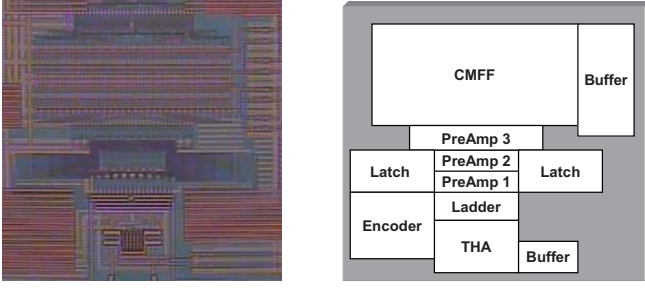 CMFF
Buffer
PreAmp 3
Latch
PreAmp 2
Latch
PreAmp 1
Encoder
Ladder
THA
Buffer